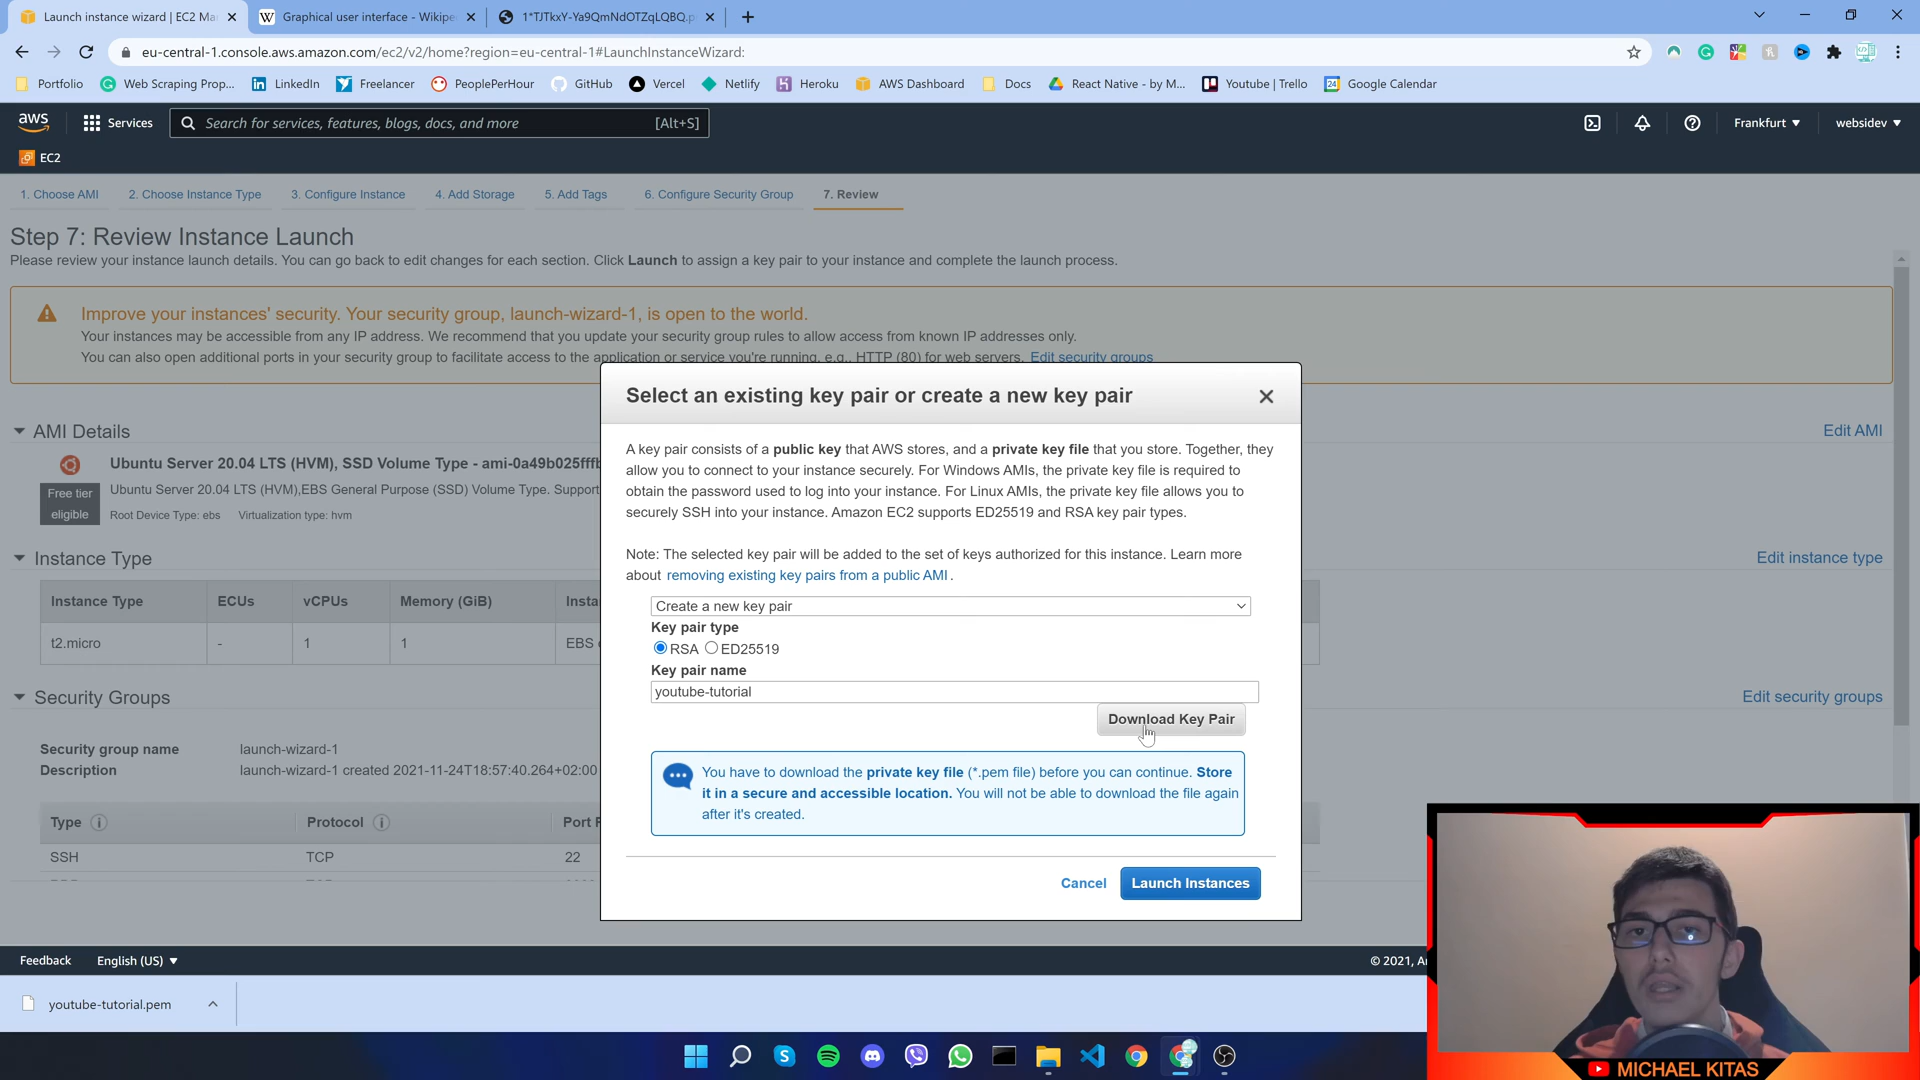 Launch instance wizard | EC2 Ma
Graphical user interface - Wikipe
1*TJTkxY-Ya9QmNdOTZqLQBQ.p
eu-central-1.console.aws.amazon.com/ec2/v2/home?region=eu-central-1#LaunchInstanceWizard:
Portfolio
Web Scraping Prop...
LinkedIn
Freelancer
PeoplePerHour
GitHub
Vercel
Netlify
Heroku
AWS Dashboard
Docs
React Native - by M...
Youtube | Trello
Google Calendar
aws
Services
Search for services, features, blogs, docs, and more
[Alt+S]
Frankfurt
websidev
EC2
1. Choose AMI
2. Choose Instance Type
3. Configure Instance
4. Add Storage
5. Add Tags
6. Configure Security Group
7. Review
Step 7: Review Instance Launch
Please review your instance launch details. You can go back to edit changes for each section. Click Launch to assign a key pair to your instance and complete the launch process.
Improve your instances' security. Your security group, launch-wizard-1, is open to the world.
Your instances may be accessible from any IP address. We recommend that you update your security group rules to allow access from known IP addresses only.
You can also open additional ports in your security group to facilitate access to the application or service you're running, e.g., HTTP (80) for web servers. Edit security groups
AMI Details
Edit AMI
Ubuntu Server 20.04 LTS (HVM), SSD Volume Type - ami-0a49b025fffb
Free tier
eligible
Ubuntu Server 20.04 LTS (HVM),EBS General Purpose (SSD) Volume Type. Support
Root Device Type: ebs
Virtualization type: hvm
Instance Type
Edit instance type
Instance Type
ECUs
vCPUs
Memory (GiB)
Insta
t2.micro
-
1
1
EBS
Security Groups
Edit security groups
Security group name
launch-wizard-1
Description
launch-wizard-1 created 2021-11-24T18:57:40.264+02:00
Type
Protocol
Port
SSH
TCP
22
Select an existing key pair or create a new key pair
A key pair consists of a public key that AWS stores, and a private key file that you store. Together, they
allow you to connect to your instance securely. For Windows AMIs, the private key file is required to
obtain the password used to log into your instance. For Linux AMIs, the private key file allows you to
securely SSH into your instance. Amazon EC2 supports ED25519 and RSA key pair types.
Note: The selected key pair will be added to the set of keys authorized for this instance. Learn more
about removing existing key pairs from a public AMI .
Create a new key pair
Key pair type
RSA
ED25519
Key pair name
youtube-tutorial
Download Key Pair
You have to download the private key file (*.pem file) before you can continue. Store
it in a secure and accessible location. You will not be able to download the file again
after it's created.
Cancel
Launch Instances
Feedback
English (US)
© 2021, A
youtube-tutorial.pem
MICHAEL KITAS